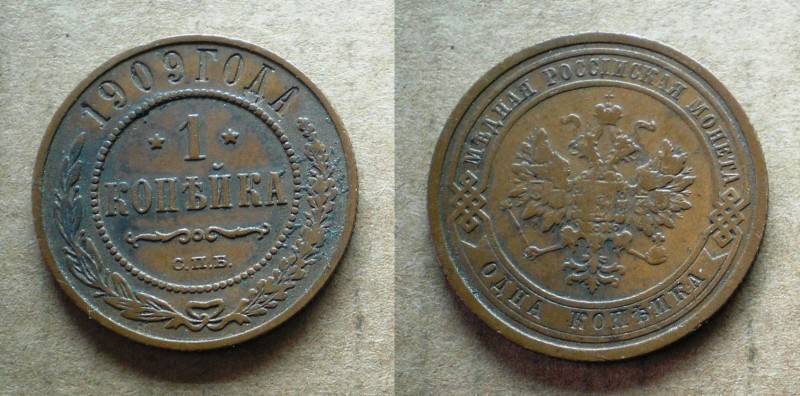 1909 ГОДА
1
КОПѢЙКА
С.П.Б.
МѢДНАЯ РОССІЙСКАЯ МОНЕТА
ОДНА КОПѢЙКА.